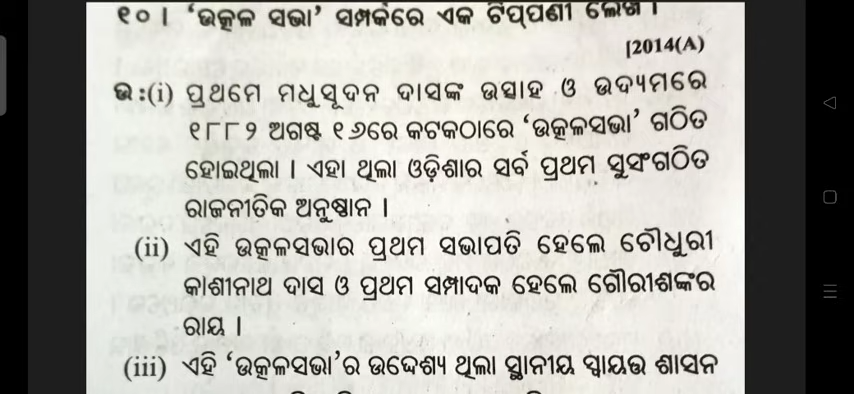 ୧୦ । 'ଉତ୍କଳ ସଭା' ସମ୍ପର୍କରେ ଏକ ଟିପ୍ପଣୀ ଲେଖ ।
[2014(A)
ଉ :(i) ପ୍ରଥମେ ମଧୁସୂଦନ ଦାସଙ୍କ ଉତ୍ସାହ ଓ ଉଦ୍ୟମରେ
୧୮୮୨ ଅଗଷ୍ଟ ୧୬ରେ କଟକଠାରେ 'ଉତ୍କଳସଭା' ଗଠିତ
ହୋଇଥିଲା । ଏହା ଥିଲା ଓଡ଼ିଶାର ସର୍ବ ପ୍ରଥମ ସୁସଂଗଠିତ
ରାଜନୀତିକ ଅନୁଷ୍ଠାନ ।
(ii) ଏହି ଉତ୍କଳସଭାର ପ୍ରଥମ ସଭାପତି ହେଲେ ଚୌଧୁରୀ
କାଶୀନାଥ ଦାସ ଓ ପ୍ରଥମ ସମ୍ପାଦକ ହେଲେ ଗୌରୀଶଙ୍କର
ରାୟ ।
(iii) ଏହି 'ଉତ୍କଳସଭା'ର ଉଦ୍ଦେଶ୍ୟ ଥିଲା ସ୍ଥାନୀୟ ସ୍ୱାୟତ୍ତ ଶାସନ